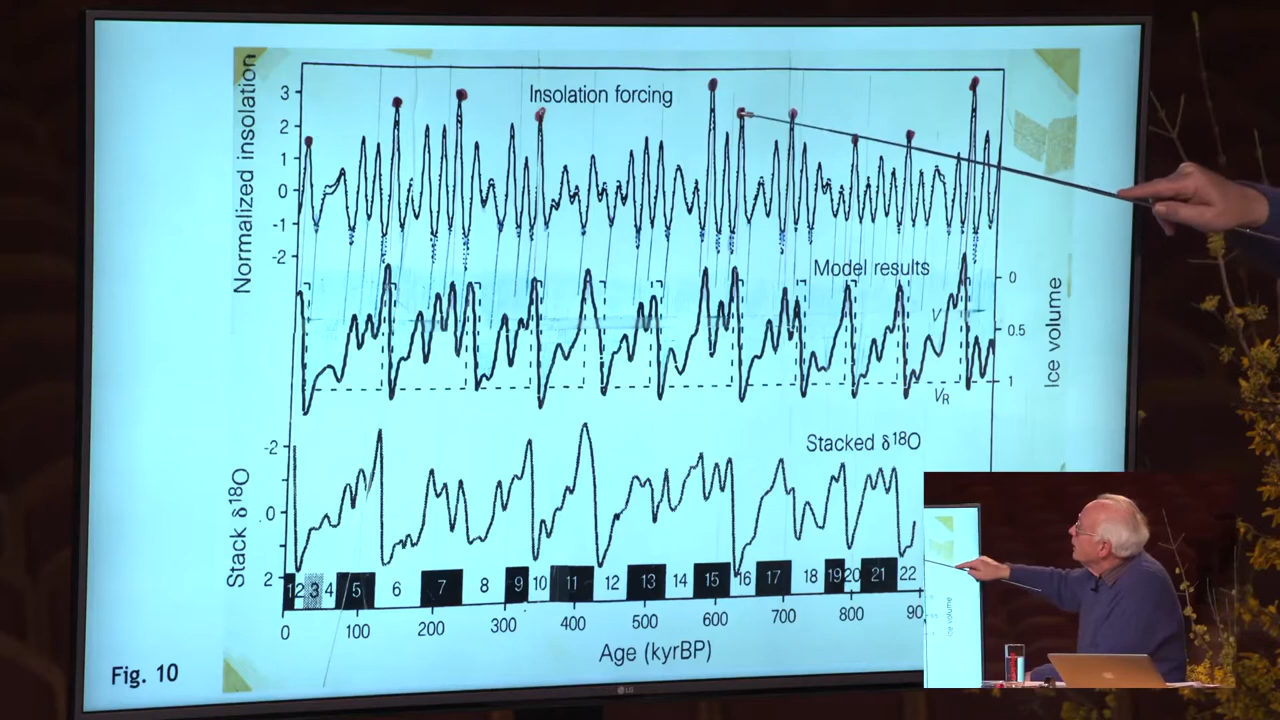 Normalized insolation
3
2
1
0
-1
-2
Insolation forcing
Model results
0
0.5
1
Ice volume
V
VR
Stack δ18O
-2
0
2
Stacked δ18O
12 3 4 5 6 7 8 9 10 11 12 13 14 15 16 17 18 19 20 21 22
0 100 200 300 400 500 600 700 800 90
Age (kyrBP)
Fig. 10
LG